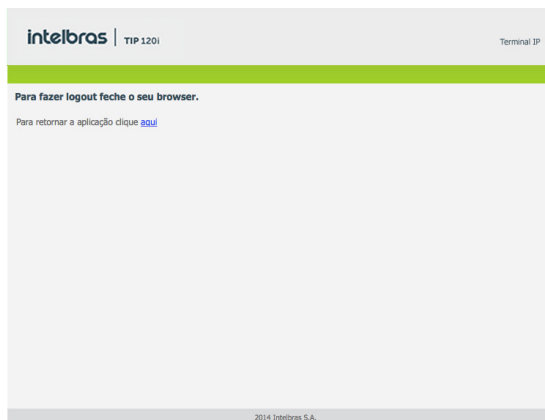 intelbras | TIP 120i
Terminal IP
Para fazer logout feche o seu browser.
Para retornar a aplicação clique aqui
2014 Intelbras S.A.